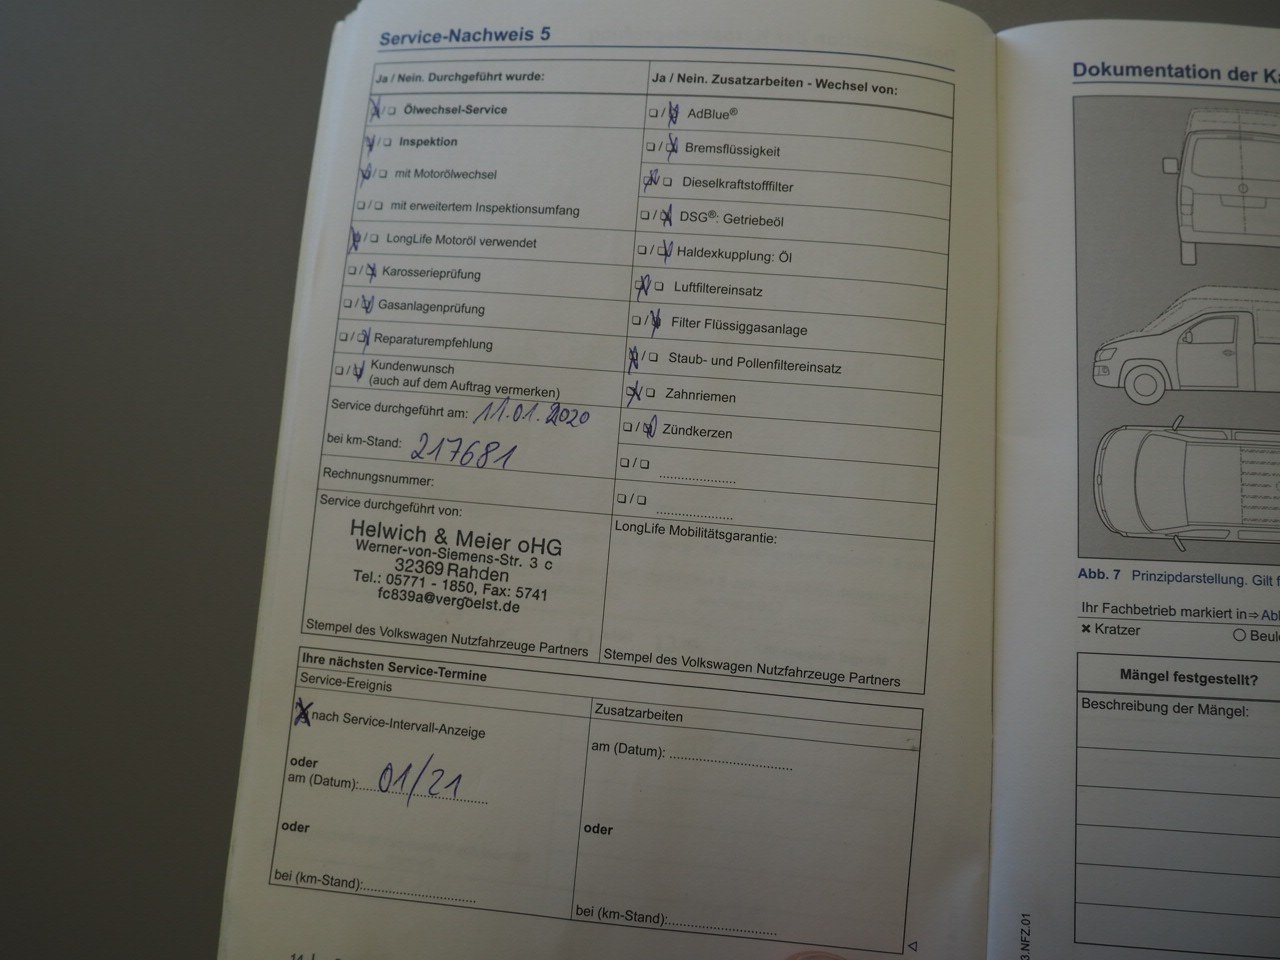 Service-Nachweis 5
Ja / Nein. Durchgeführt wurde:
☒ / ☐ Ölwechsel-Service
☒ / ☐ Inspektion
☒ / ☐ mit Motorölwechsel
☐ / ☐ mit erweitertem Inspektionsumfang
☒ / ☐ LongLife Motoröl verwendet
☐ / ☒ Karosserieprüfung
☐ / ☒ Gasanlagenprüfung
☐ / ☒ Reparaturempfehlung
☐ / ☒ Kundenwunsch
(auch auf dem Auftrag vermerken)
Service durchgeführt am: 11.01.2020
bei km-Stand: 217681
Rechnungsnummer:
Service durchgeführt von:
Helwich & Meier oHG
Werner-von-Siemens-Str. 3 c
32369 Rahden
Tel.: 05771 - 1850, Fax: 5741
fc839a@vergoelst.de
Stempel des Volkswagen Nutzfahrzeuge Partners
Ja / Nein. Zusatzarbeiten - Wechsel von:
☐ / ☒ AdBlue®
☐ / ☒ Bremsflüssigkeit
☒ / ☐ Dieselkraftstofffilter
☐ / ☒ DSG®: Getriebeöl
☐ / ☒ Haldexkupplung: Öl
☒ / ☐ Luftfiltereinsatz
☐ / ☒ Filter Flüssiggasanlage
☒ / ☐ Staub- und Pollenfiltereinsatz
☒ / ☐ Zahnriemen
☐ / ☒ Zündkerzen
☐ / ☐ .....................
☐ / ☐ .....................
LongLife Mobilitätsgarantie:
Stempel des Volkswagen Nutzfahrzeuge Partners
Ihre nächsten Service-Termine
Service-Ereignis
☒ nach Service-Intervall-Anzeige
oder
am (Datum): 01/21
oder
bei (km-Stand):..............................
Zusatzarbeiten
am (Datum): ..............................
oder
bei (km-Stand):..............................
14
Dokumentation der
Abb. 7 Prinzipdarstellung. Gilt
Ihr Fachbetrieb markiert in⇒
✖ Kratzer
○
Mängel festgestellt?
Beschreibung der Mängel:
3.NFZ.01